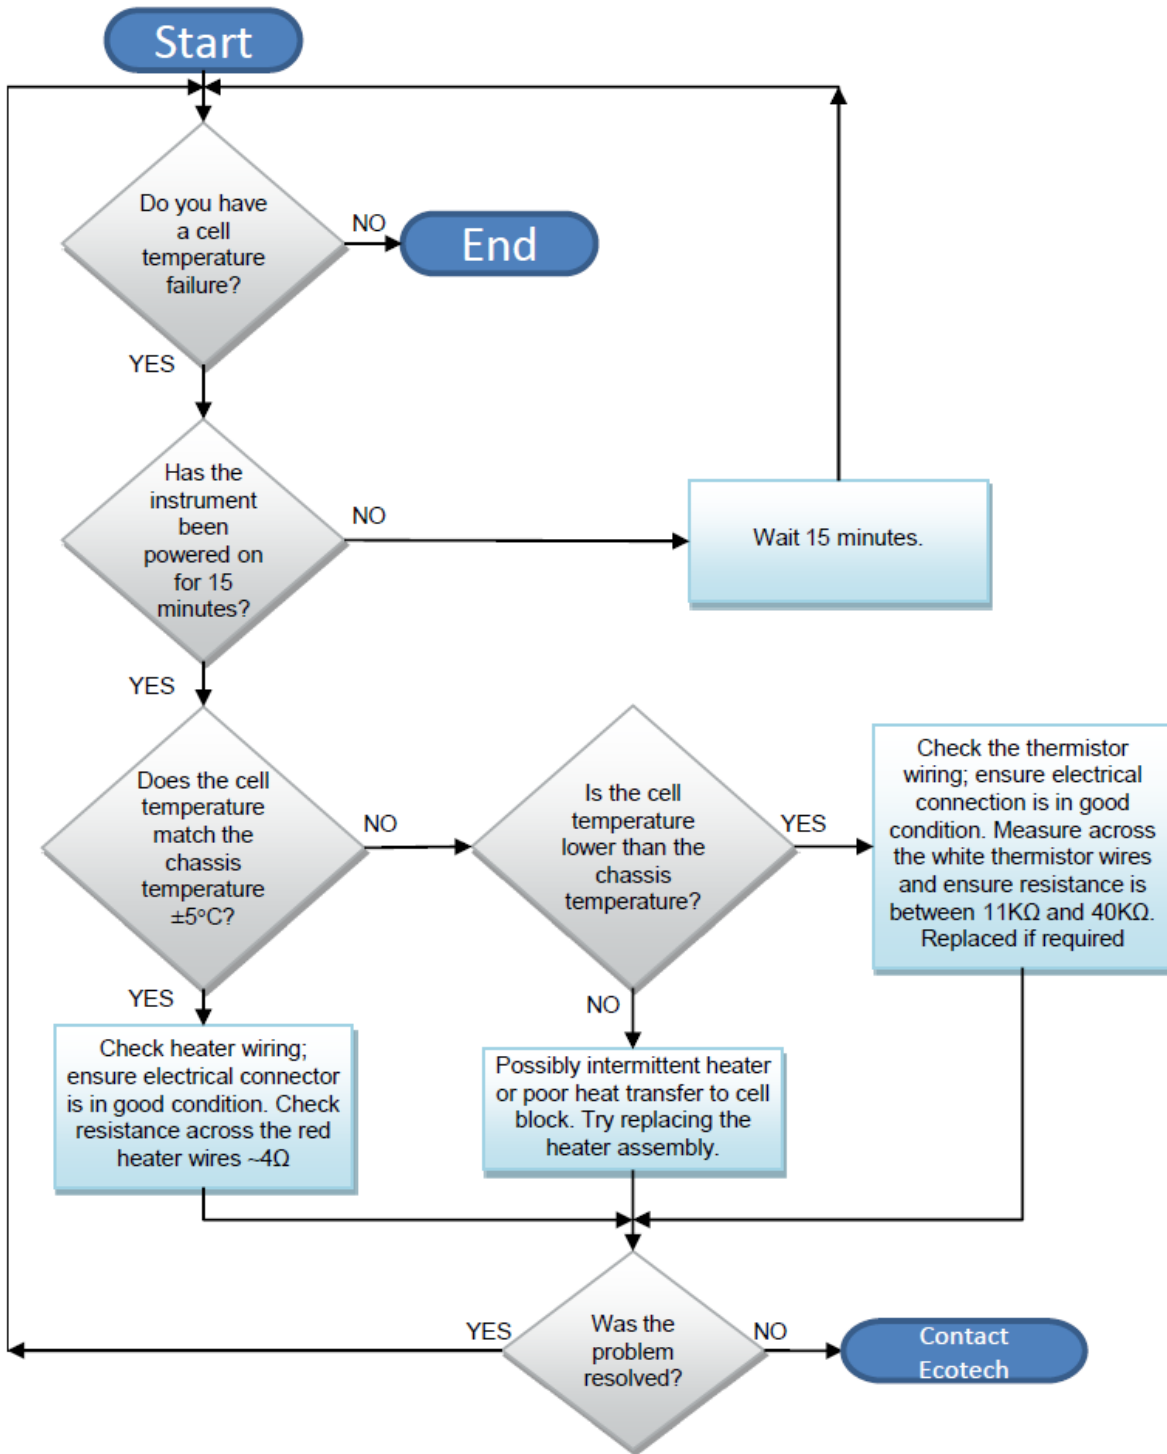 Start
Do you have
a cell
temperature
failure?
NO
End
YES
Has the
instrument
been
powered on
for 15
minutes?
NO
Wait 15 minutes.
YES
Does the cell
temperature
match the
chassis
temperature
±5°C?
NO
Is the cell
temperature
lower than the
chassis
temperature?
YES
Check the thermistor
wiring; ensure electrical
connection is in good
condition. Measure across
the white thermistor wires
and ensure resistance is
between 11KΩ and 40KΩ.
Replaced if required
YES
Check heater wiring;
ensure electrical connector
is in good condition. Check
resistance across the red
heater wires ~4Ω
NO
Possibly intermittent heater
or poor heat transfer to cell
block. Try replacing the
heater assembly.
Was the
problem
resolved?
YES
NO
Contact
Ecotech